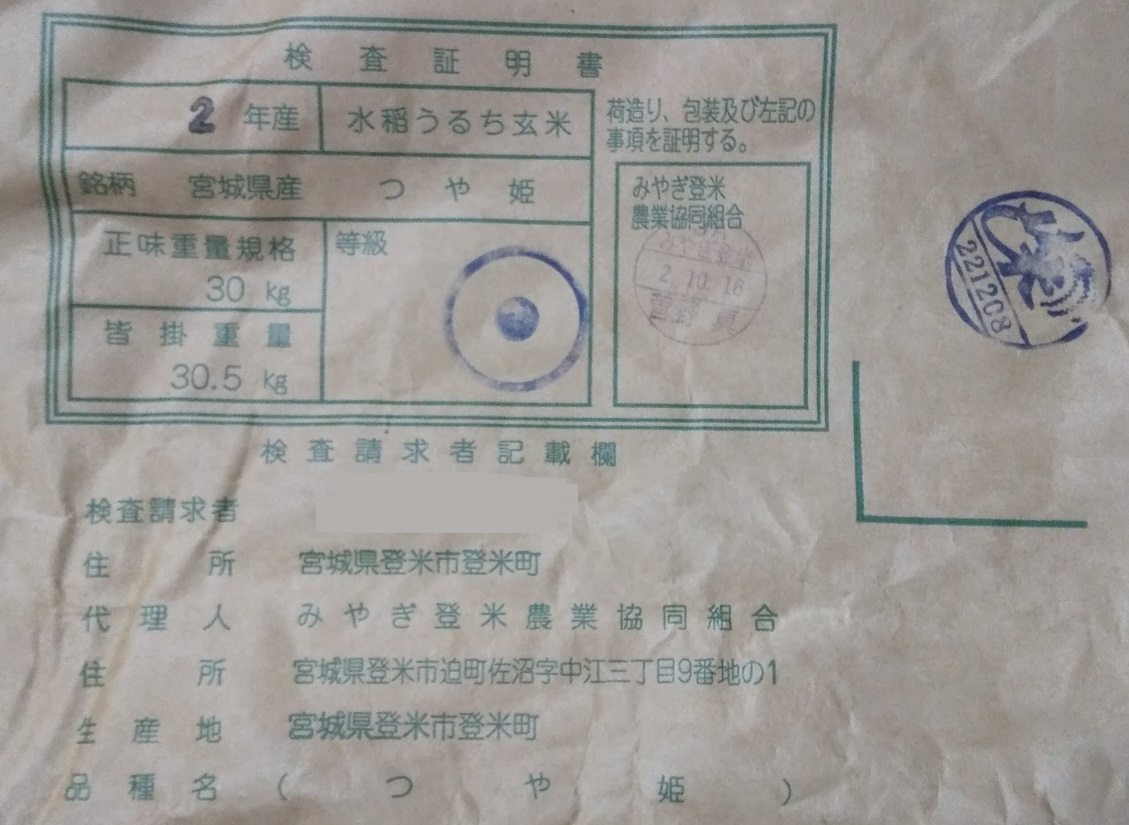 検査証明書
2 年産 水稲うるち玄米
銘柄 宮城県産 つや姫
正味重量規格
30 kg
皆掛重量
30.5 kg
等級
荷造り、包装及び左記の
事項を証明する。
みやぎ登米
農業協同組合
みやぎ登米
2. 10. 16
221208
検査請求者記載欄
検査請求者
住所 宮城県登米市登米町
代理人 みやぎ登米農業協同組合
住所 宮城県登米市迫町佐沼字中江三丁目9番地の1
生産地 宮城県登米市登米町
品種名 ( つや姫 )